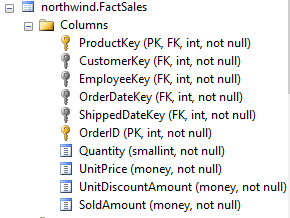 northwind.FactSales
Columns
ProductKey (PK, FK, int, not null)
CustomerKey (FK, int, not null)
EmployeeKey (FK, int, not null)
OrderDateKey (FK, int, not null)
ShippedDateKey (FK, int, not null)
OrderID (PK, int, not null)
Quantity (smallint, not null)
UnitPrice (money, not null)
UnitDiscountAmount (money, not null)
SoldAmount (money, not null)